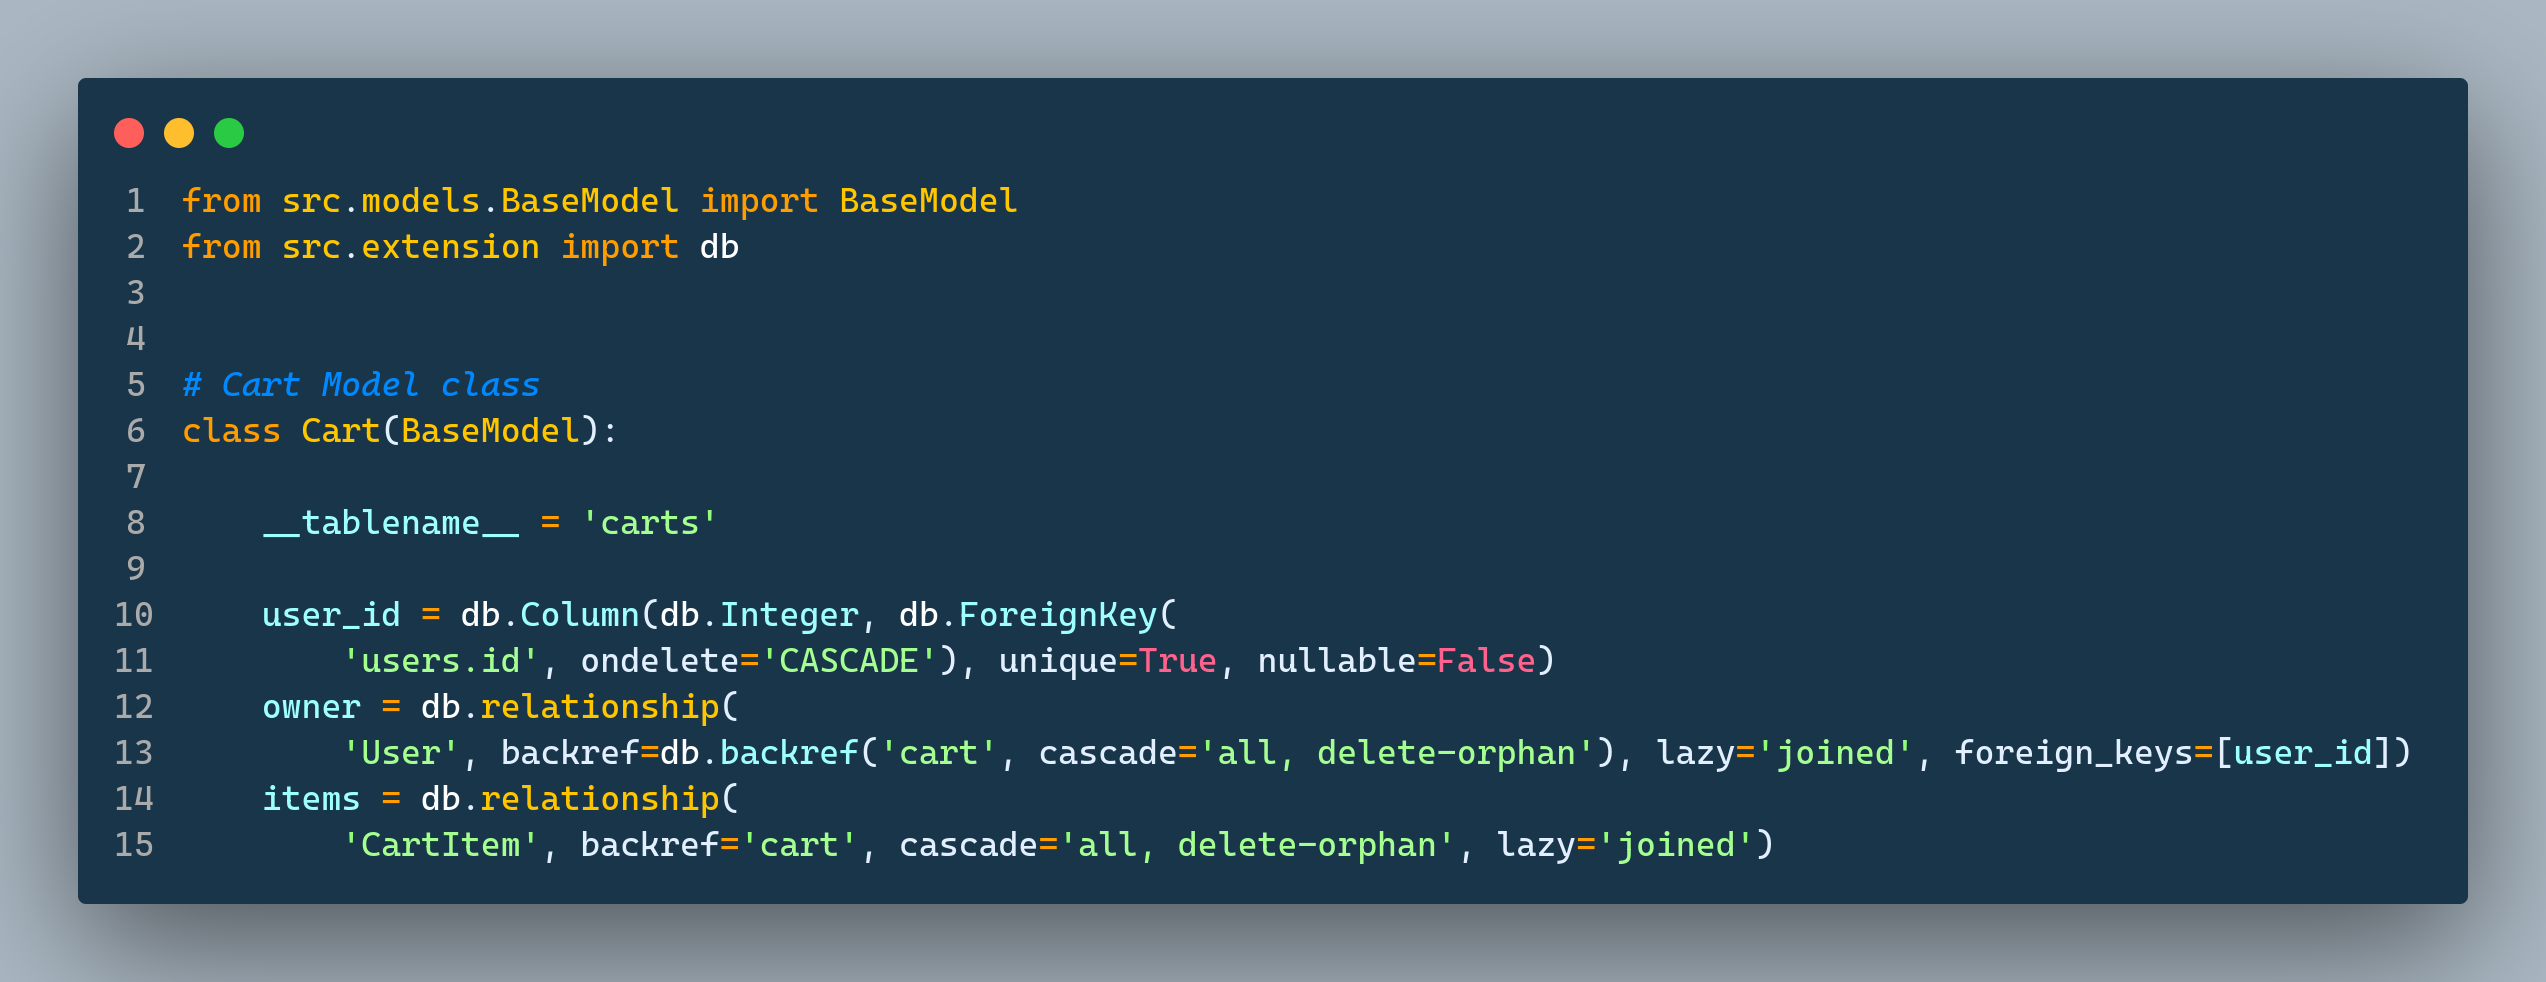 1 from src.models.BaseModel import BaseModel
2 from src.extension import db
3
4
5 # Cart Model class
6 class Cart(BaseModel):
7
8     __tablename__ = 'carts'
9
10     user_id = db.Column(db.Integer, db.ForeignKey(
11         'users.id', ondelete='CASCADE'), unique=True, nullable=False)
12     owner = db.relationship(
13         'User', backref=db.backref('cart', cascade='all, delete-orphan'), lazy='joined', foreign_keys=[user_id])
14     items = db.relationship(
15         'CartItem', backref='cart', cascade='all, delete-orphan', lazy='joined')